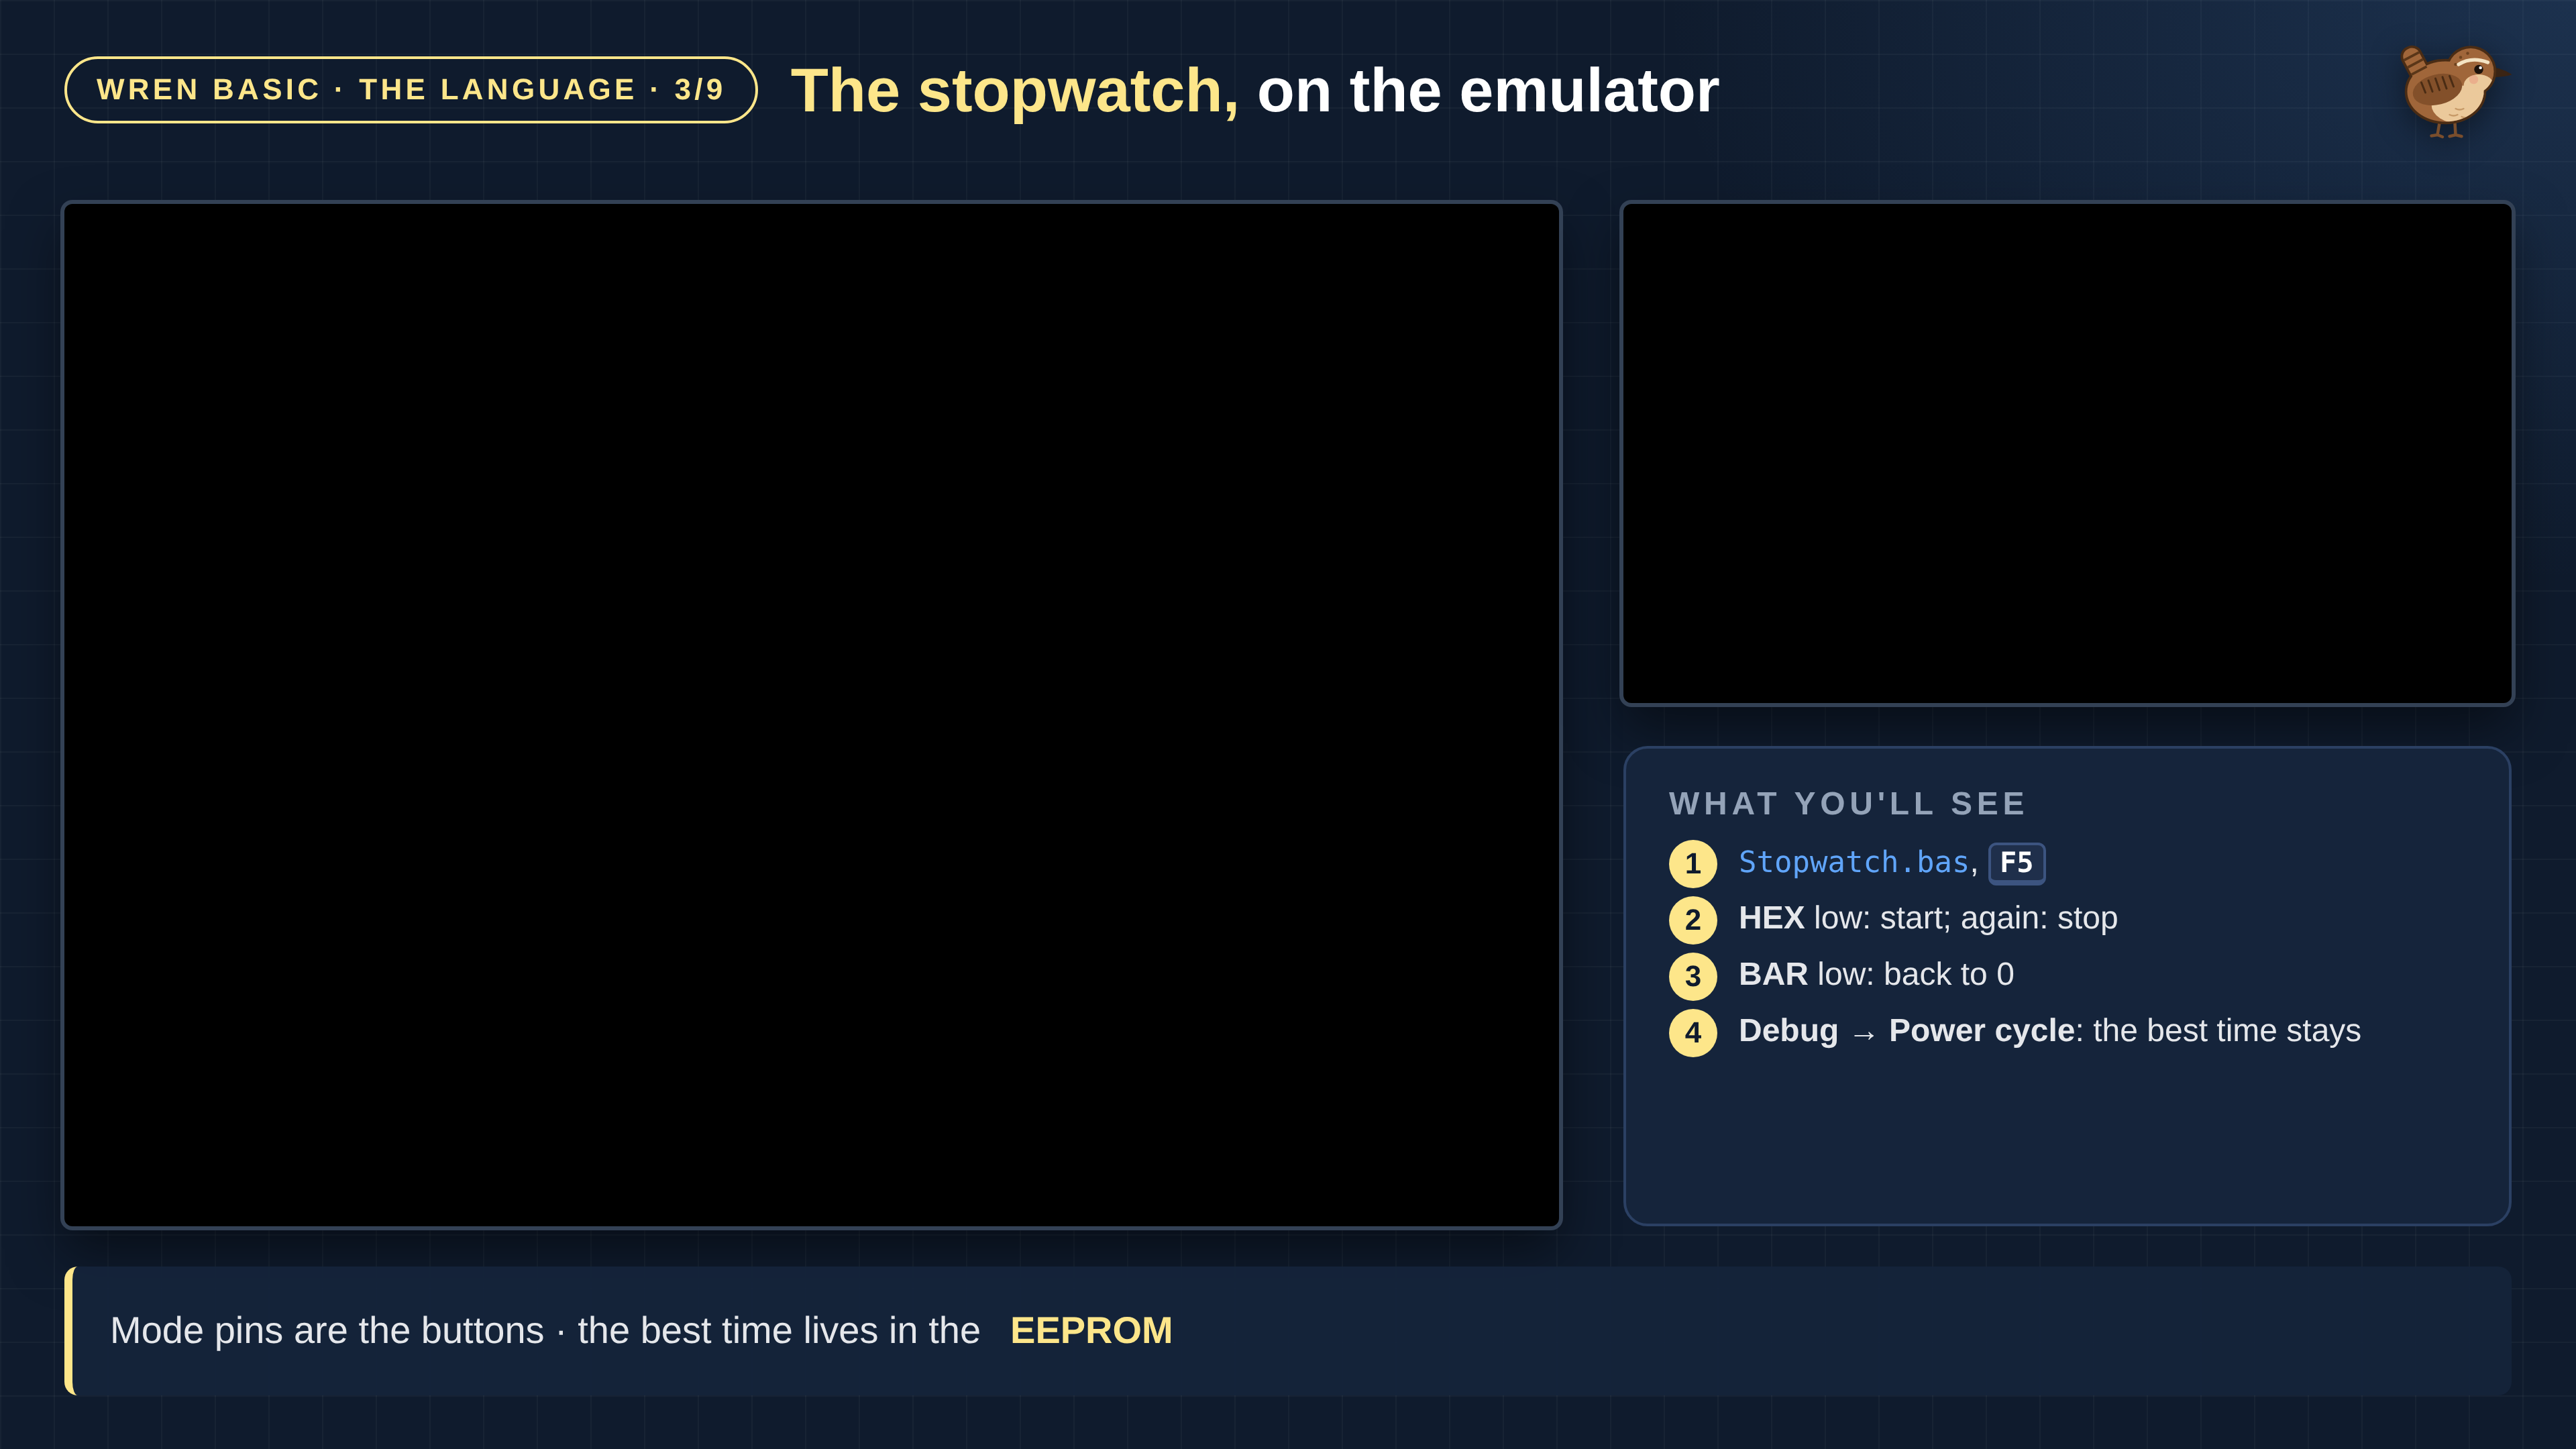 WREN BASIC · THE LANGUAGE · 3/9
The stopwatch, on the emulator
WHAT YOU'LL SEE
1 Stopwatch.bas, F5
2 HEX low: start; again: stop
3 BAR low: back to 0
4 Debug → Power cycle: the best time stays
Mode pins are the buttons · the best time lives in the EEPROM